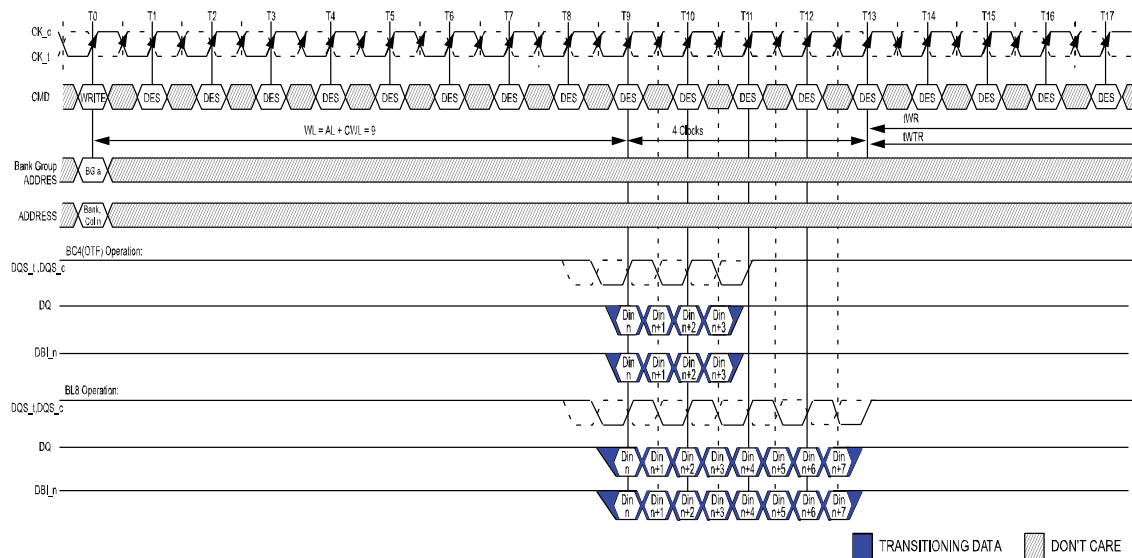 T0 T1 T2 T3 T4 T5 T6 T7 T8 T9 T10 T11 T12 T13 T14 T15 T16 T17
CK_c
CK_t
CMD WRITE DES DES DES DES DES DES DES DES DES DES DES DES DES DES DES DES DES
WL = AL + CWL = 9 4 Clocks tWR
tWTR
Bank Group
ADDRES
BG a
ADDRESS
Bank,
Col n
BC4(OTF) Operation:
DQS_t ,DQS_c
DQ
Din n Din n+1 Din n+2 Din n+3
DBI_n
Din n Din n+1 Din n+2 Din n+3
BL8 Operation:
DQS_t,DQS_c
DQ
Din n Din n+1 Din n+2 Din n+3 Din n+4 Din n+5 Din n+6 Din n+7
DBI_n
Din n Din n+1 Din n+2 Din n+3 Din n+4 Din n+5 Din n+6 Din n+7
TRANSITIONING DATA DON'T CARE